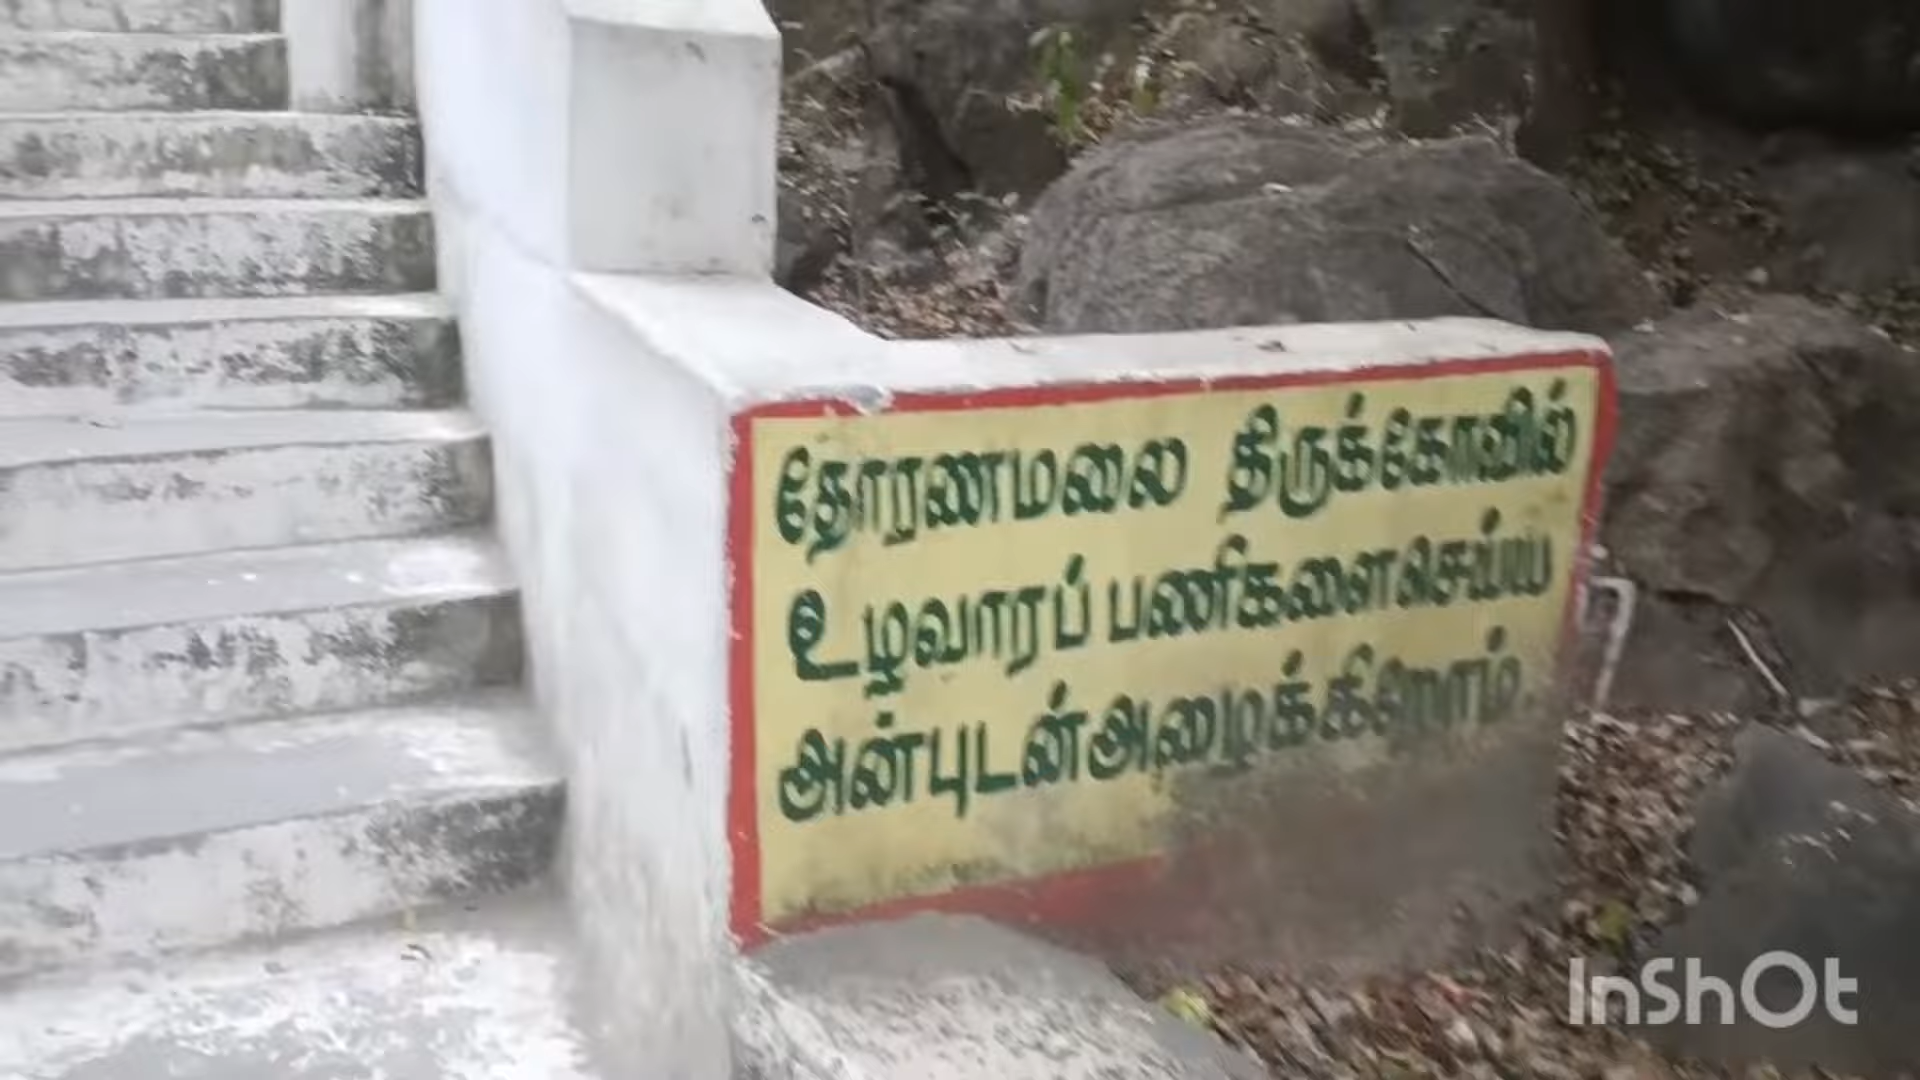 தோரணமலை திருக்கோவில்
உழவாரப் பணிகளைசெய்ய
அன்புடன்அழைக்கிறோம்.
InShOt